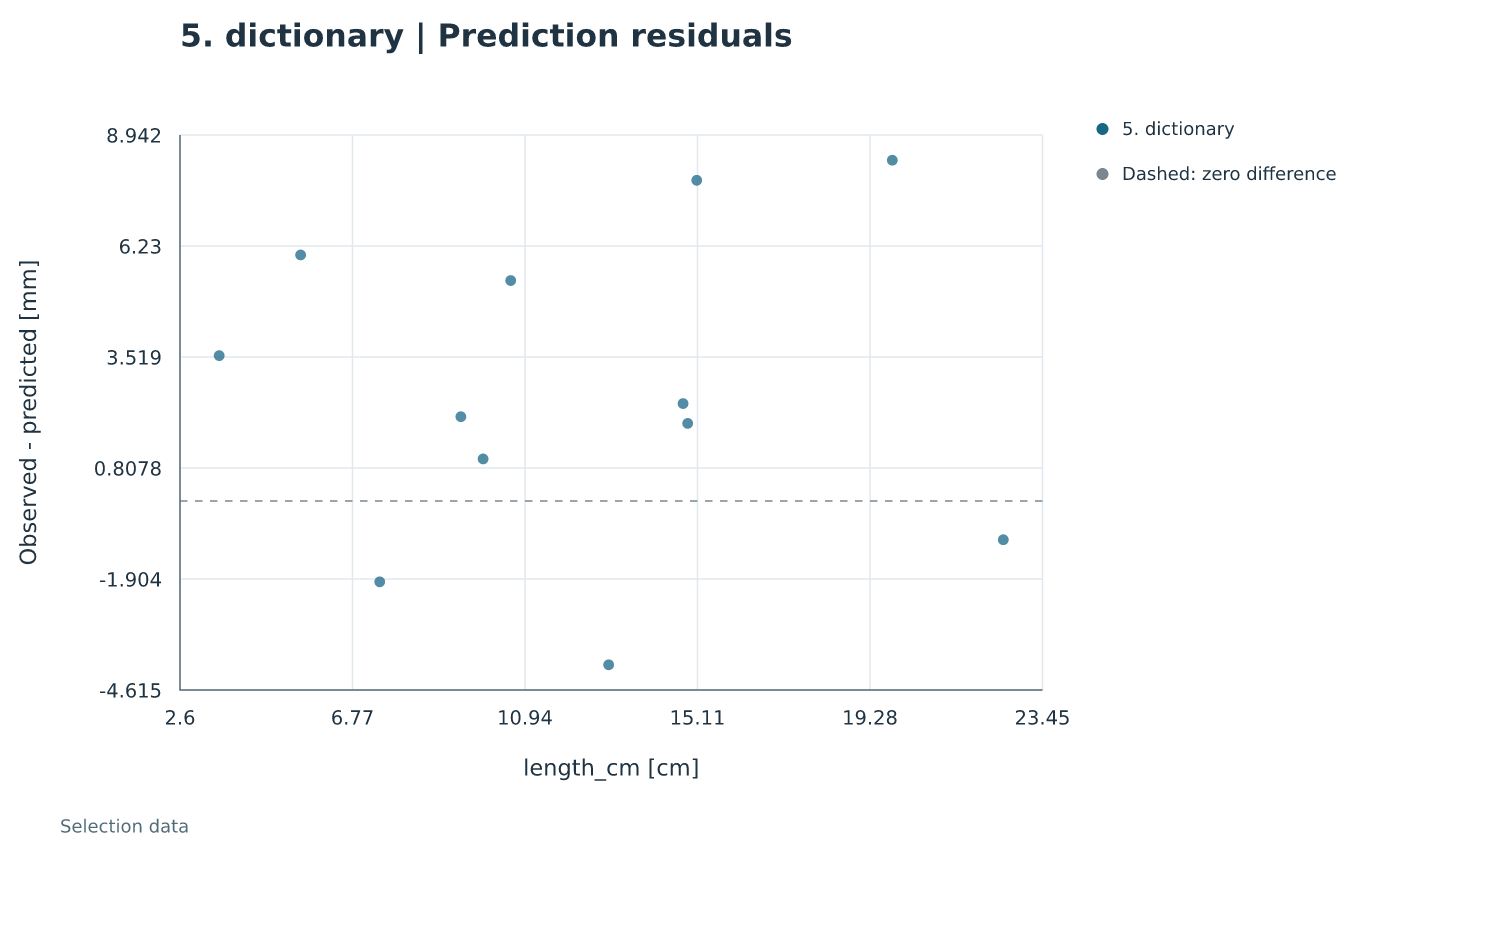 5. dictionary | Prediction residuals
5. dictionary
Dashed: zero difference
Observed - predicted [mm]
8.942
6.23
3.519
0.8078
-1.904
-4.615
2.6
6.77
10.94
15.11
19.28
23.45
length_cm [cm]
Selection data